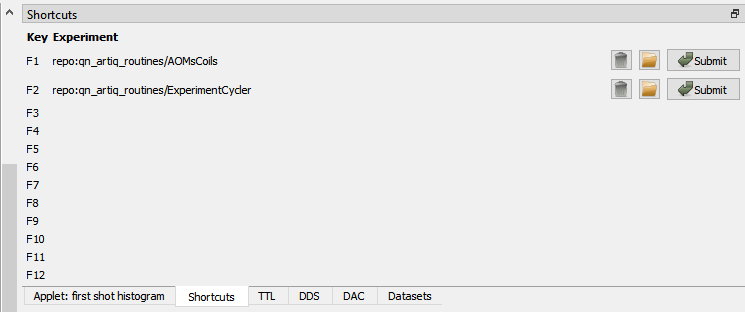 Shortcuts
Key Experiment
F1 repo:qn_artiq_routines/AOMsCoils Submit
F2 repo:qn_artiq_routines/ExperimentCycler Submit
F3
F4
F5
F6
F7
F8
F9
F10
F11
F12
Applet: first shot histogram Shortcuts TTL DDS DAC Datasets